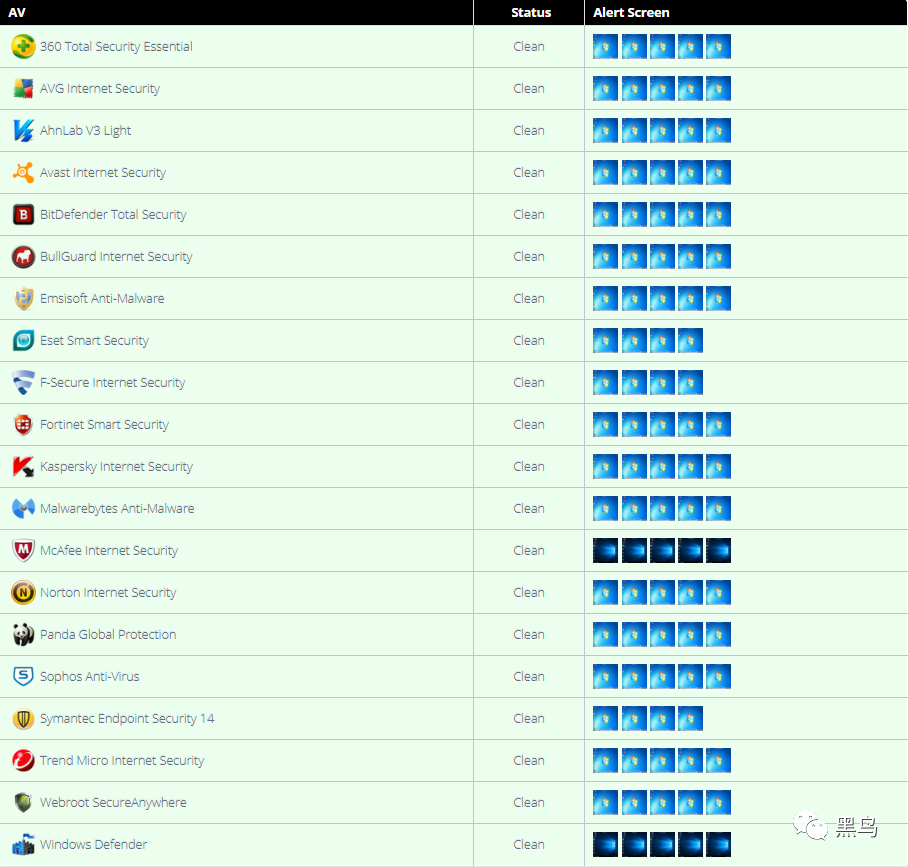 AV Status Alert Screen
360 Total Security Essential Clean
AVG Internet Security Clean
AhnLab V3 Light Clean
Avast Internet Security Clean
BitDefender Total Security Clean
BullGuard Internet Security Clean
Emsisoft Anti-Malware Clean
Eset Smart Security Clean
F-Secure Internet Security Clean
Fortinet Smart Security Clean
Kaspersky Internet Security Clean
Malwarebytes Anti-Malware Clean
McAfee Internet Security Clean
Norton Internet Security Clean
Panda Global Protection Clean
Sophos Anti-Virus Clean
Symantec Endpoint Security 14 Clean
Trend Micro Internet Security Clean
Webroot SecureAnywhere Clean
黑鸟
Windows Defender Clean